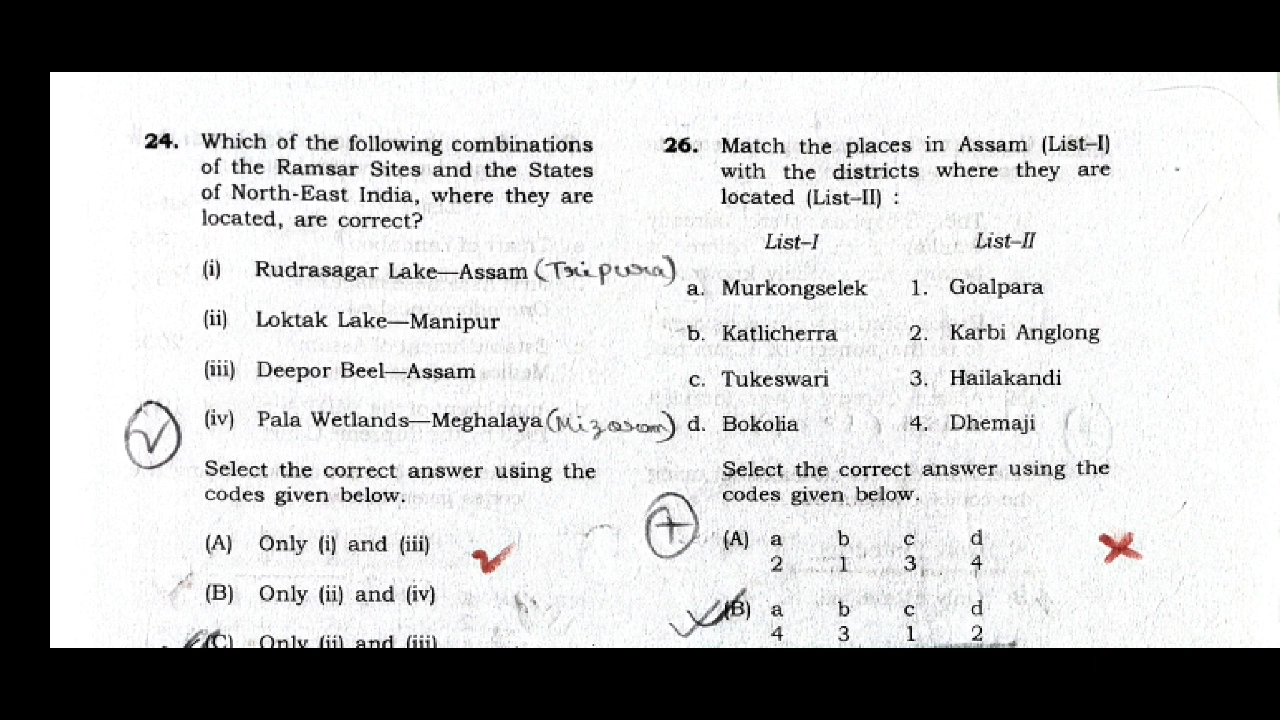 24. Which of the following combinations
of the Ramsar Sites and the States
of North-East India, where they are
located, are correct?
(i) Rudrasagar Lake—Assam (Tripura)
(ii) Loktak Lake—Manipur
(iii) Deepor Beel—Assam
(iv) Pala Wetlands—Meghalaya (Mizoram)
Select the correct answer using the
codes given below.
(A) Only (i) and (iii)
(B) Only (ii) and (iv)
(C) Only (ii) and (iii)
26. Match the places in Assam (List–I)
with the districts where they are
located (List–II) :
List–I List–II
a. Murkongselek 1. Goalpara
b. Katlicherra 2. Karbi Anglong
c. Tukeswari 3. Hailakandi
d. Bokolia 4. Dhemaji
Select the correct answer using the
codes given below.
(A) a b c d
2 1 3 4
(B) a b c d
4 3 1 2